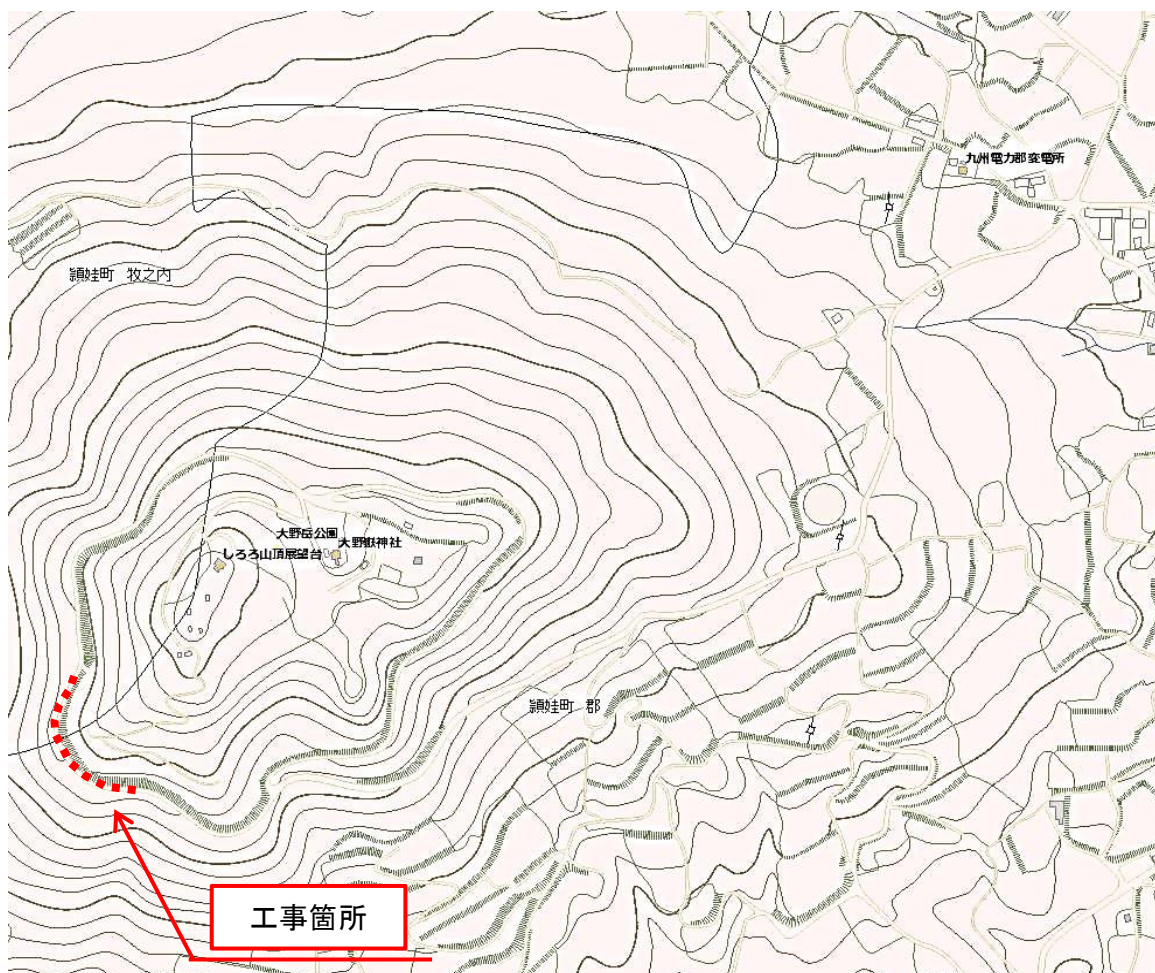 九州電力郡変電所
頴娃町 牧之内
大野岳公園
大野嶽神社
しろろ山頂展望台
頴娃町 郡
工事箇所